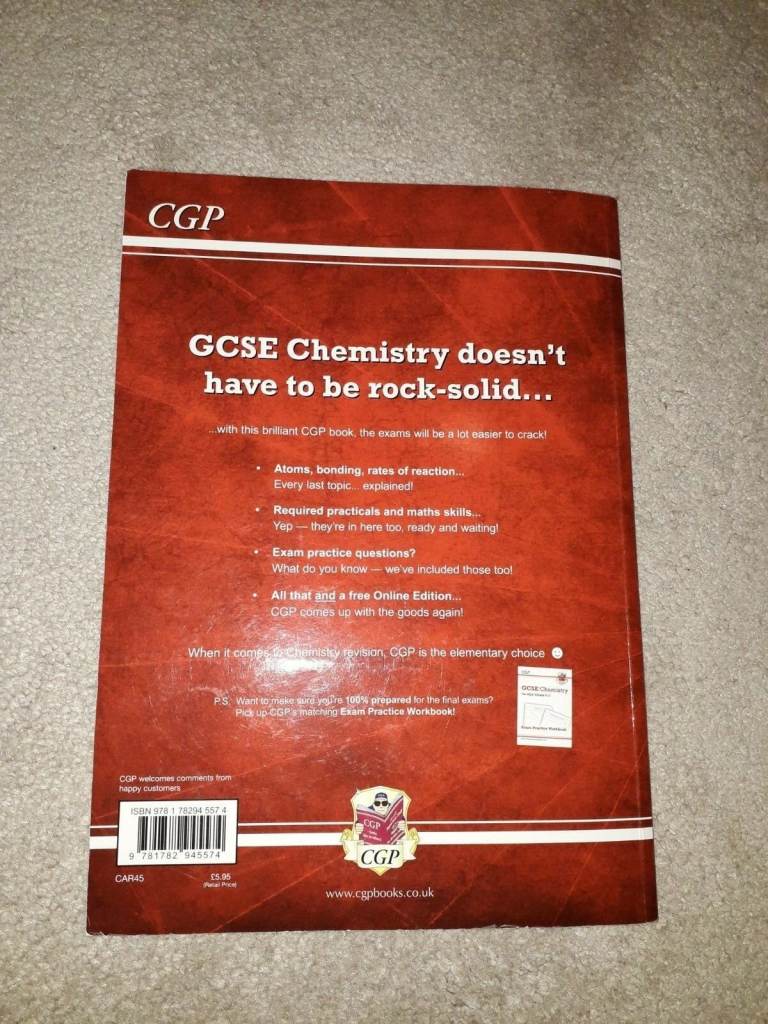 CGP
GCSE Chemistry doesn't
have to be rock-solid...
...with this brilliant CGP book, the exams will be a lot easier to crack!
• Atoms, bonding, rates of reaction...
Every last topic... explained!
• Required practicals and maths skills...
Yep — they're in here too, ready and waiting!
• Exam practice questions?
What do you know — we've included those too!
• All that and a free Online Edition...
CGP comes up with the goods again!
When it comes to Chemistry revision, CGP is the elementary choice
P.S. Want to make sure you're 100% prepared for the final exams?
Pick up CGP's matching Exam Practice Workbook!
CGP
GCSE Chemistry
Exam Practice Workbook
CGP welcomes comments from
happy customers
ISBN 978 1 78294 557 4
9 781782 945574
CAR45
£5.95
(Retail Price)
CGP
CGP
www.cgpbooks.co.uk